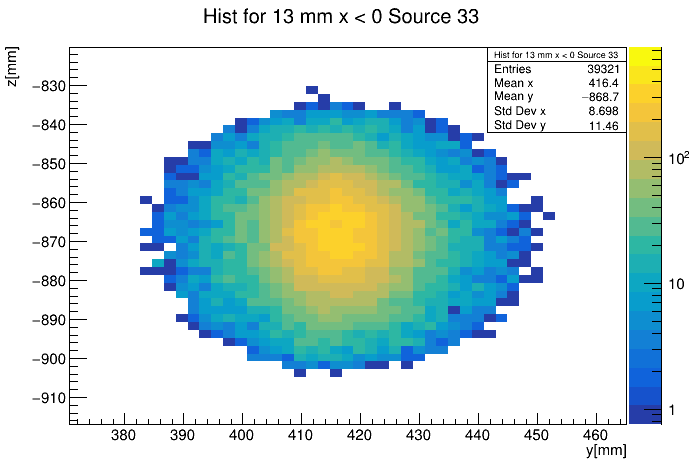 Hist for 13 mm x < 0 Source 33
z[mm]
Hist for 13 mm x < 0 Source 33
Entries 39321
Mean x 416.4
Mean y −868.7
Std Dev x 8.698
Std Dev y 11.46
−830
−840
−850
−860
−870
−880
−890
−900
−910
10²
10
1
380 390 400 410 420 430 440 450 460
y[mm]